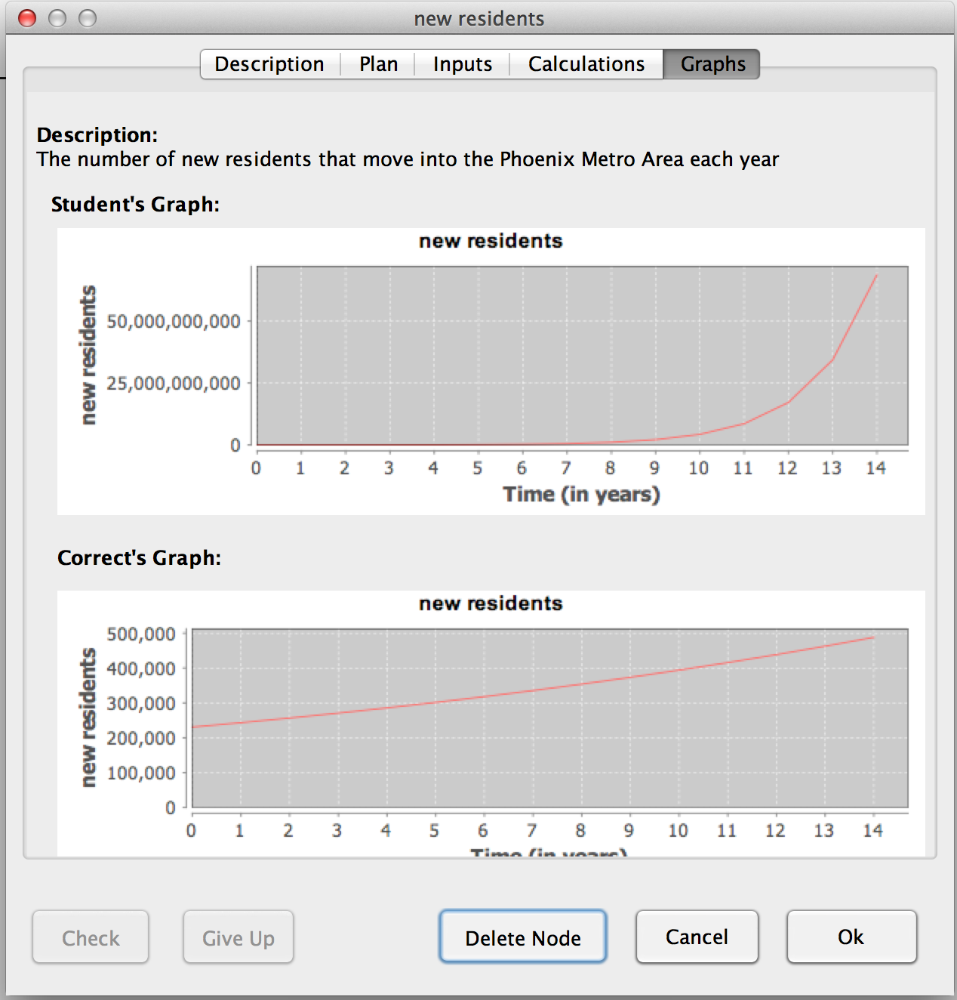 new residents
Description Plan Inputs Calculations Graphs
Description:
The number of new residents that move into the Phoenix Metro Area each year
Student's Graph:
new residents
new residents
50,000,000,000
25,000,000,000
0
0 1 2 3 4 5 6 7 8 9 10 11 12 13 14
Time (in years)
Correct's Graph:
new residents
new residents
500,000
400,000
300,000
200,000
100,000
0
0 1 2 3 4 5 6 7 8 9 10 11 12 13 14
Time (in years)
Check Give Up Delete Node Cancel Ok